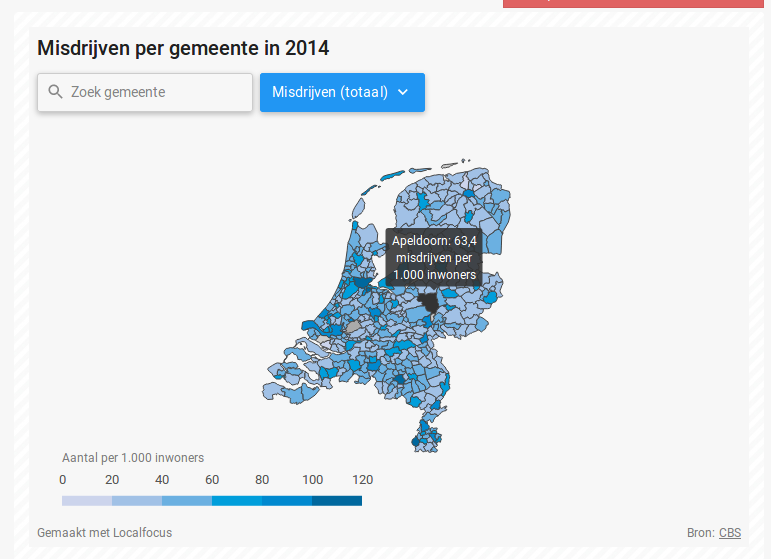 Misdrijven per gemeente in 2014
Zoek gemeente
Misdrijven (totaal)
Apeldoorn: 63,4
misdrijven per
1.000 inwoners
Aantal per 1.000 inwoners
0 20 40 60 80 100 120
Gemaakt met Localfocus
Bron: CBS